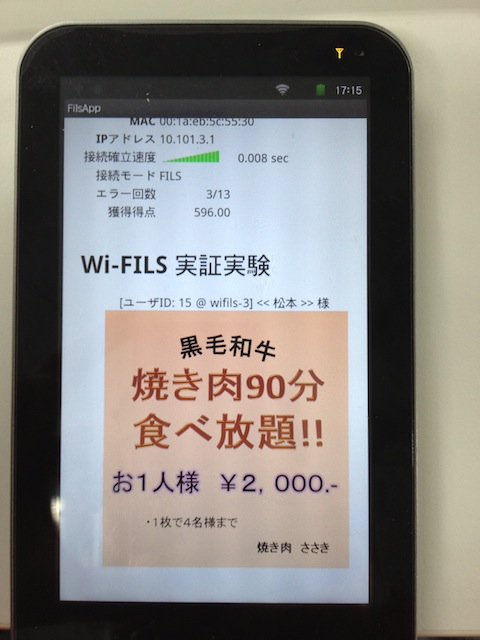 17:15
FilsApp
MAC 00:1a:eb:5c:55:30
IPアドレス 10.101.3.1
接続確立速度 0.008 sec
接続モード FILS
エラー回数 3/13
獲得得点 596.00
Wi-FILS 実証実験
[ユーザID: 15 @ wifils-3] << 松本 >> 様
黒毛和牛
焼き肉90分
食べ放題!!
お1人様 ￥2,000.-
・1枚で4名様まで
焼き肉 ささき